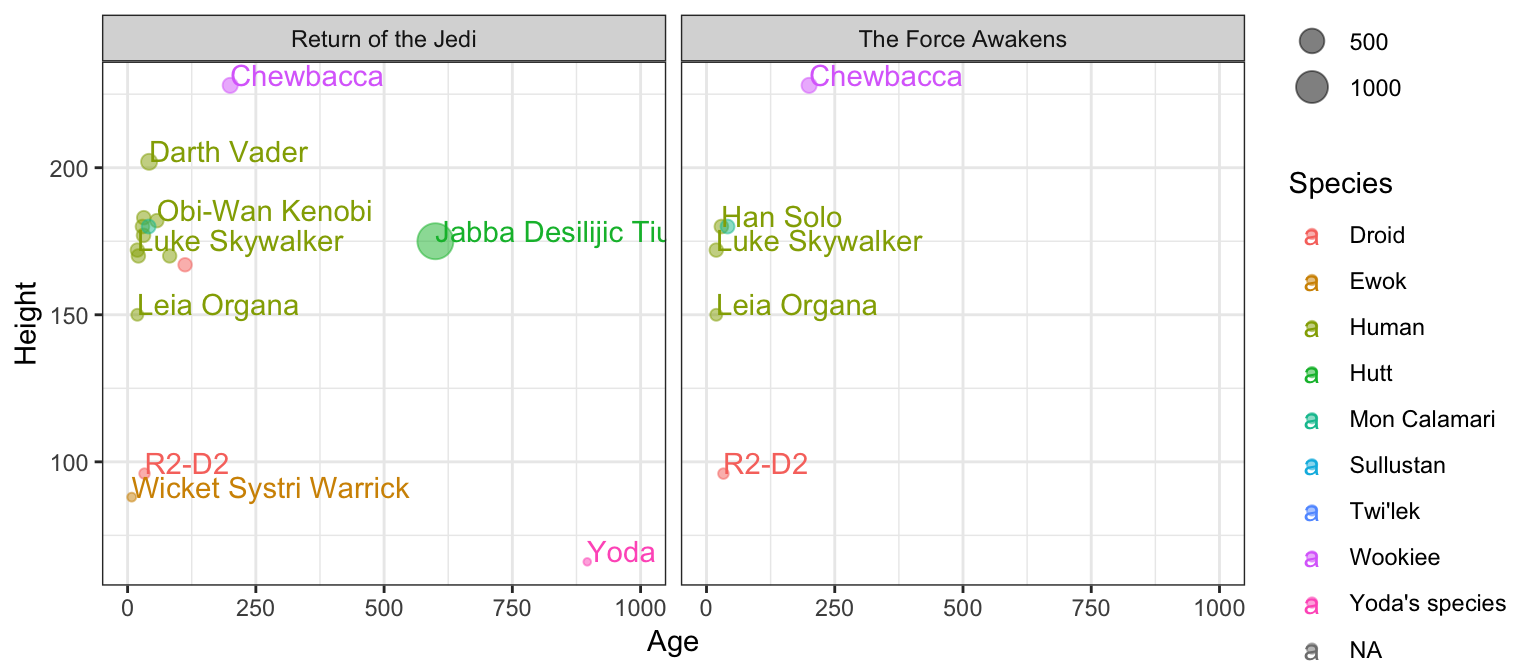 Return of the Jedi
The Force Awakens
Chewbacca
Darth Vader
Obi-Wan Kenobi
Luke Skywalker
Jabba Desilijic Tiu
Leia Organa
R2-D2
Wicket Systri Warrick
Yoda
Chewbacca
Han Solo
Luke Skywalker
Leia Organa
R2-D2
Height
200
150
100
0 250 500 750 1000
0 250 500 750 1000
Age
500
1000
Species
a Droid
a Ewok
a Human
a Hutt
a Mon Calamari
a Sullustan
a Twi'lek
a Wookiee
a Yoda's species
a NA